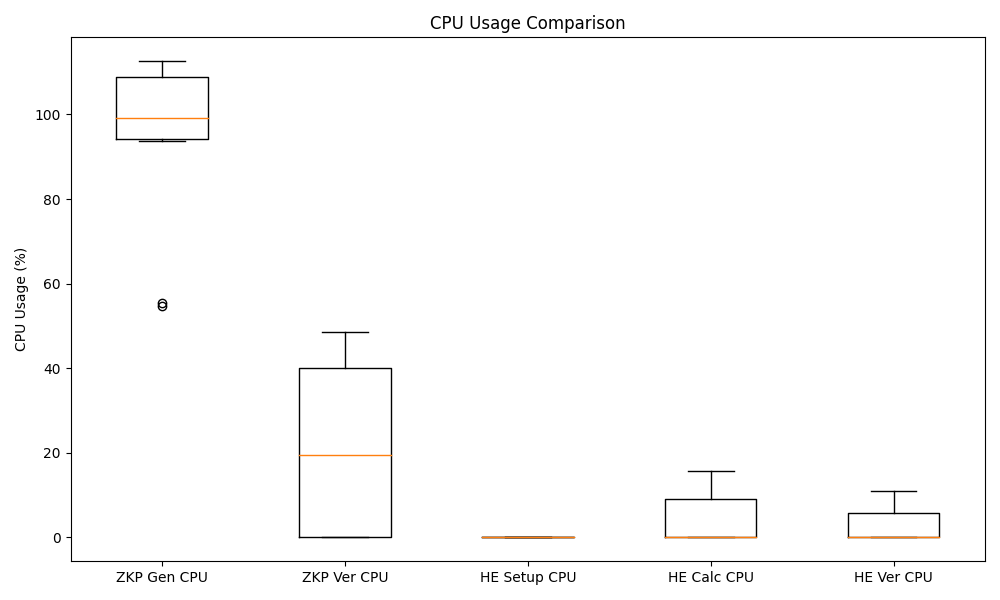 CPU Usage Comparison
CPU Usage (%)
100
80
60
40
20
0
ZKP Gen CPU
ZKP Ver CPU
HE Setup CPU
HE Calc CPU
HE Ver CPU